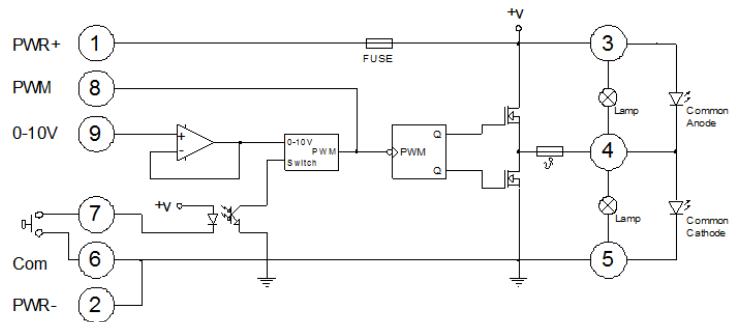 +V
PWR+ 1 3
FUSE
PWM 8
Lamp
Common
Anode
0-10V 9
+
-
0-10V
PWM
Switch
Q
PWM
Q
4
7
+V
Lamp
Common
Cathode
Com 6 5
PWR- 2